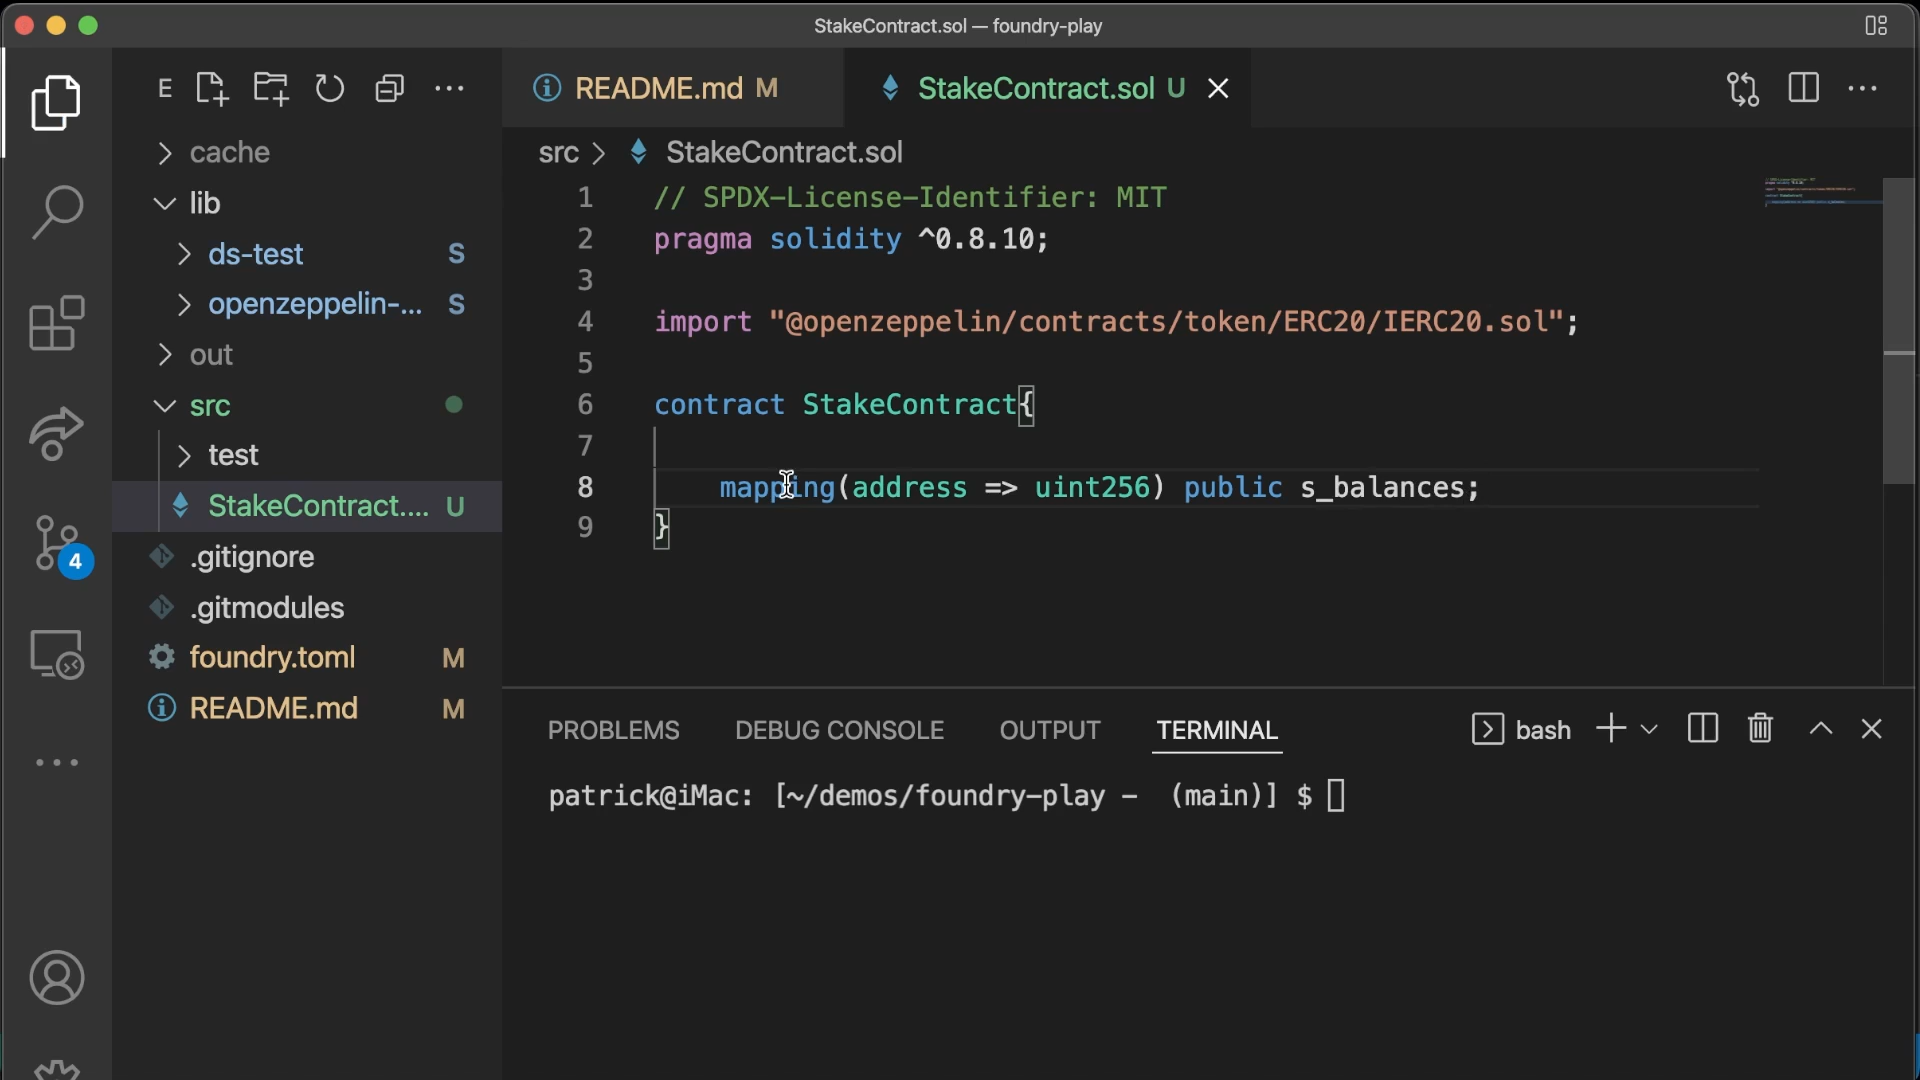 StakeContract.sol — foundry-play
E
README.md M
StakeContract.sol U
cache
lib
ds-test S
openzeppelin-... S
out
src
test
StakeContract.... U
.gitignore
.gitmodules
foundry.toml M
README.md M
4
src > StakeContract.sol
1 // SPDX-License-Identifier: MIT
2 pragma solidity ^0.8.10;
3
4 import "@openzeppelin/contracts/token/ERC20/IERC20.sol";
5
6 contract StakeContract{
7
8 mapping(address => uint256) public s_balances;
9 }
PROBLEMS DEBUG CONSOLE OUTPUT TERMINAL bash
patrick@iMac: [~/demos/foundry-play - (main)] $